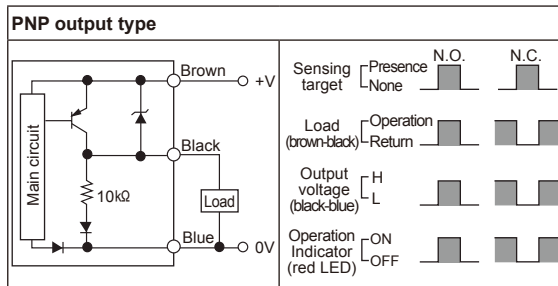 PNP output type
Main circuit
10kΩ
Brown
+V
Black
Load
Blue
0V
N.O.
N.C.
Sensing target
Presence
None
Load
(brown-black)
Operation
Return
Output
voltage
(black-blue)
H
L
Operation
Indicator
(red LED)
ON
OFF